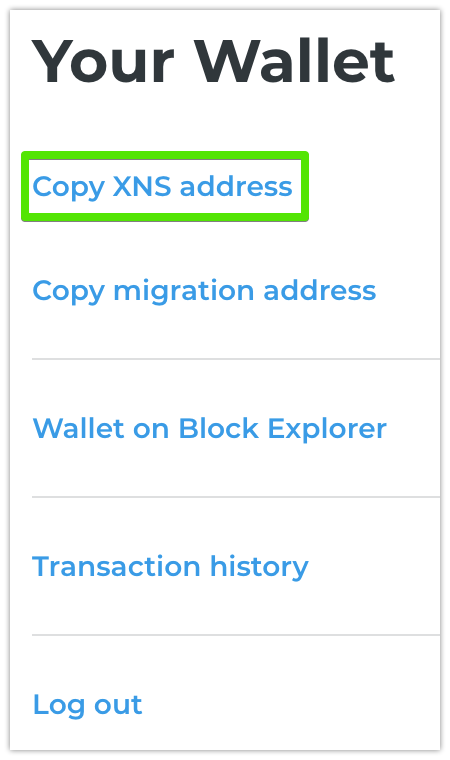 Your Wallet
Copy XNS address
Copy migration address
Wallet on Block Explorer
Transaction history
Log out